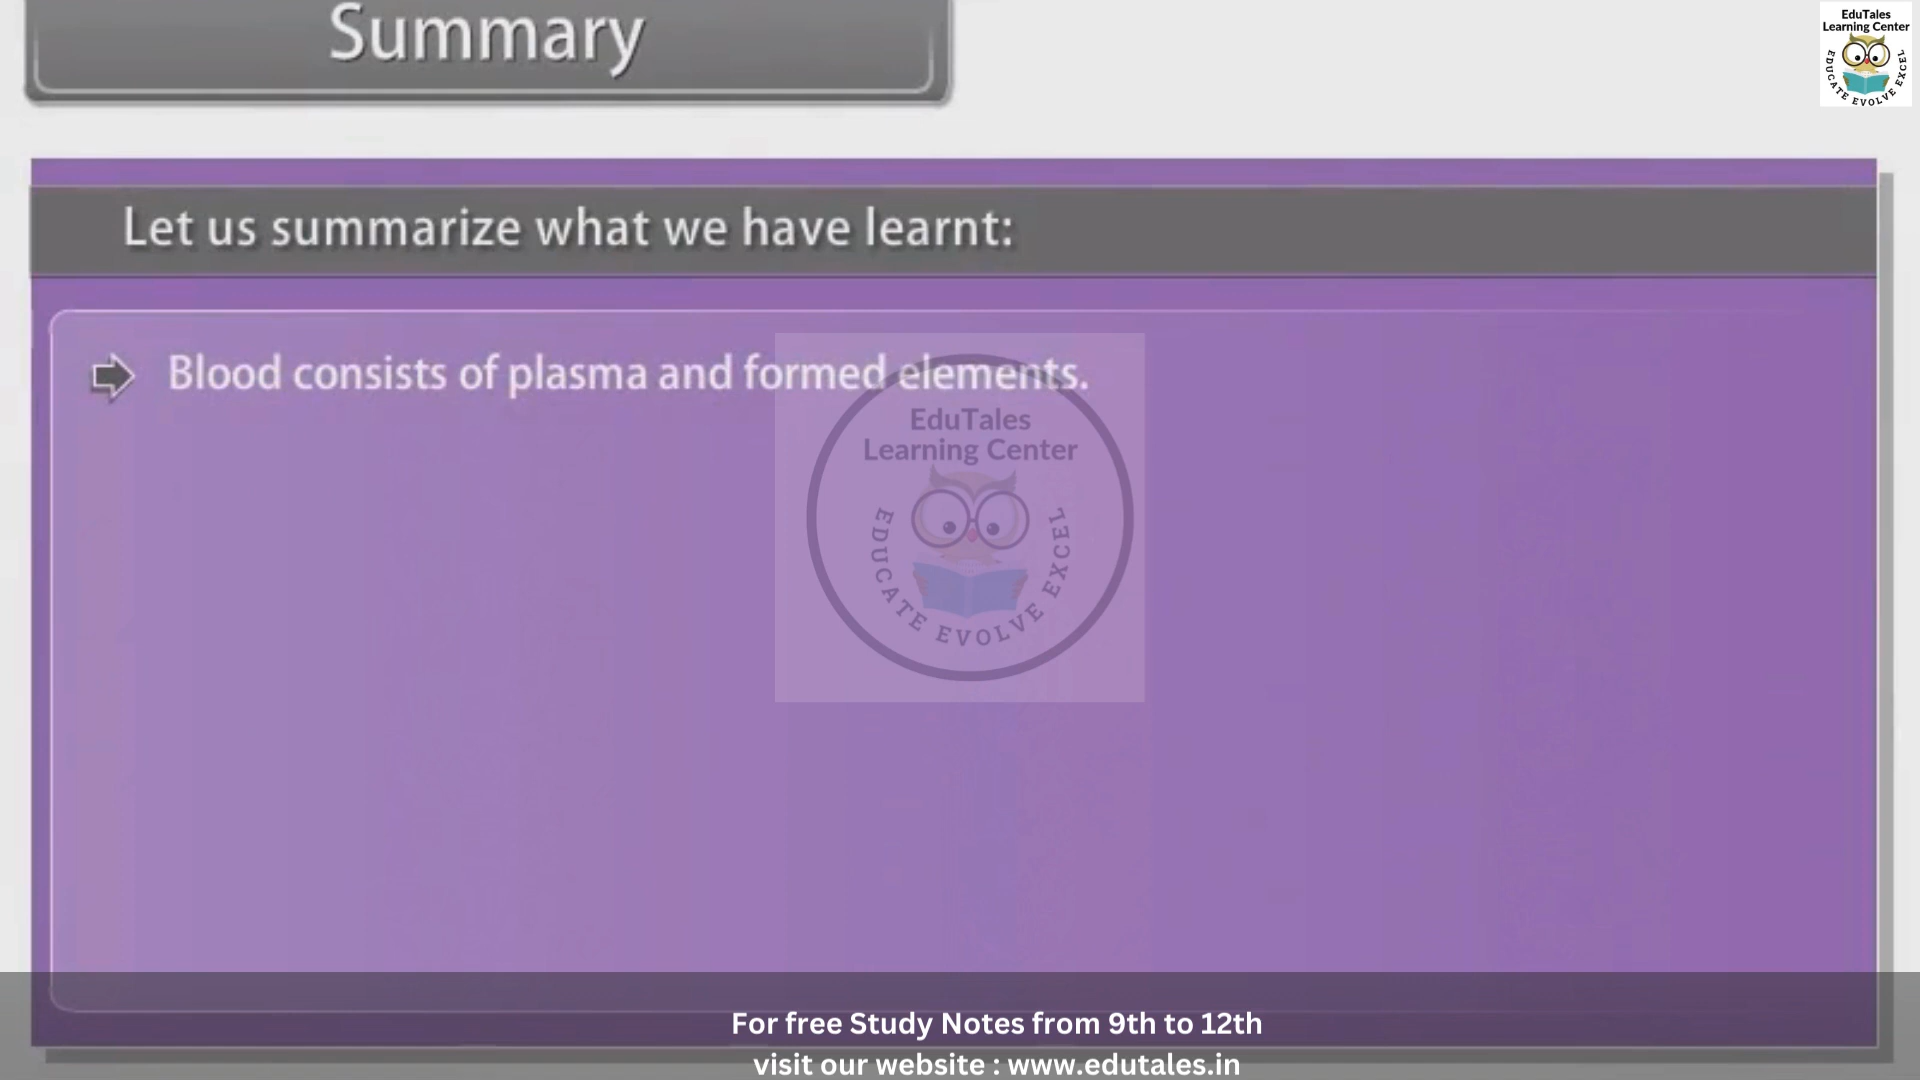 Summary
EduTales
Learning Center
EDUCATE EVOLVE EXCEL
Let us summarize what we have learnt:
Blood consists of plasma and formed elements.
EduTales
Learning Center
EDUCATE EVOLVE EXCEL
For free Study Notes from 9th to 12th
visit our website : www.edutales.in